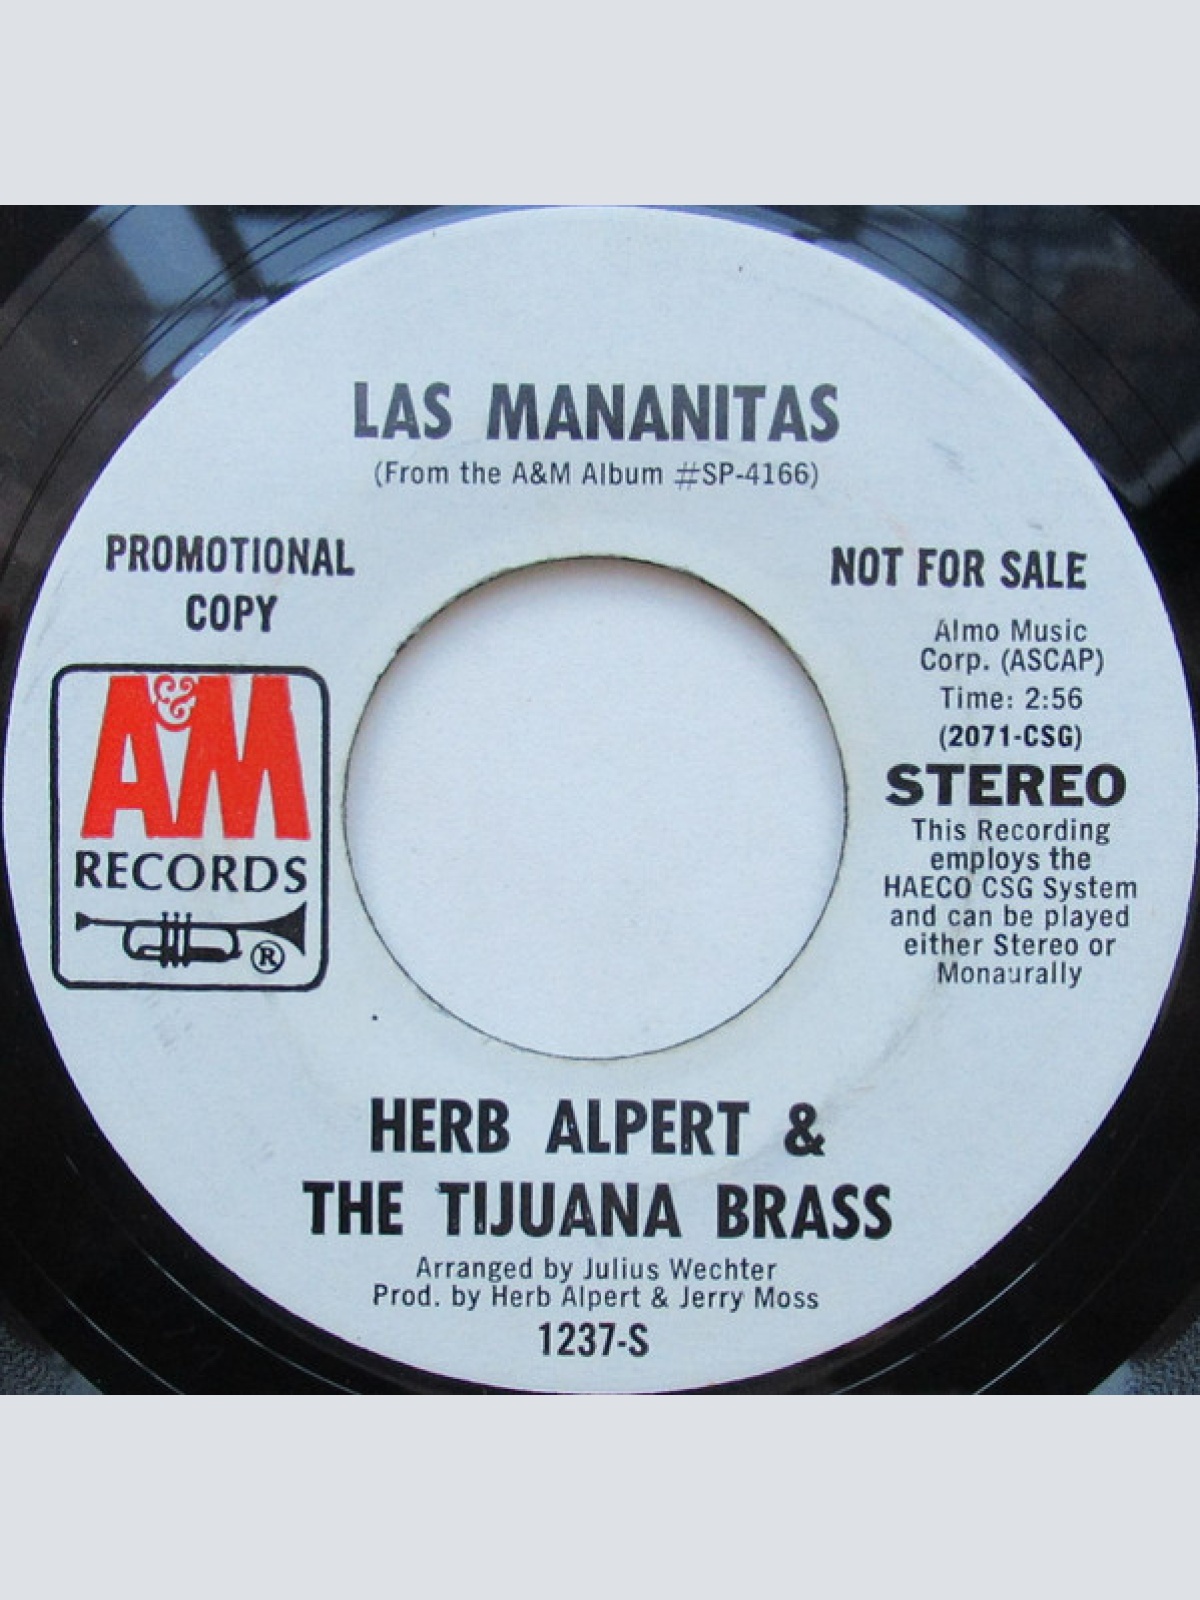 LAS MANANITAS
(From the A&M Album #SP-4166)
PROMOTIONAL
COPY
NOT FOR SALE
Almo Music
Corp. (ASCAP)
Time: 2:56
(2071-CSG)
STEREO
This Recording
employs the
HAECO CSG System
and can be played
either Stereo or
Monaurally
A&M
RECORDS
®
HERB ALPERT &
THE TIJUANA BRASS
Arranged by Julius Wechter
Prod. by Herb Alpert & Jerry Moss
1237-S